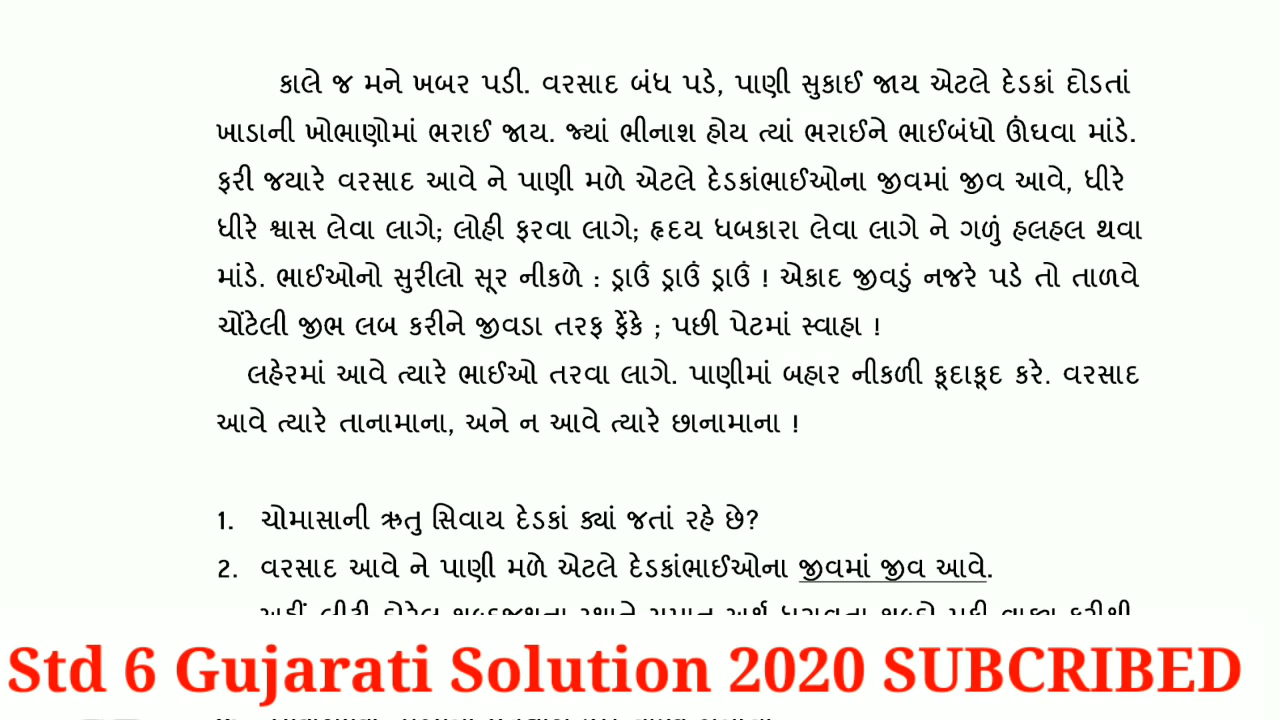 કાલે જ મને ખબર પડી. વરસાદ બંધ પડે, પાણી સુકાઈ જાય એટલે દેડકાં દોડતાં
ખાડાની ખોભાણોમાં ભરાઈ જાય. જ્યાં ભીનાશ હોય ત્યાં ભરાઈને ભાઈબંધો ઊંઘવા માંડે.
ફરી જયારે વરસાદ આવે ને પાણી મળે એટલે દેડકાંભાઈઓના જીવમાં જીવ આવે, ધીરે
ધીરે શ્વાસ લેવા લાગે; લોહી ફરવા લાગે; હૃદય ધબકારા લેવા લાગે ને ગળું હલહલ થવા
માંડે. ભાઈઓનો સુરીલો સૂર નીકળે : ડ્રાઉં ડ્રાઉં ડ્રાઉં ! એકાદ જીવડું નજરે પડે તો તાળવે
ચોંટેલી જીભ લબ કરીને જીવડા તરફ ફેંકે ; પછી પેટમાં સ્વાહા !
લહેરમાં આવે ત્યારે ભાઈઓ તરવા લાગે. પાણીમાં બહાર નીકળી કૂદાકૂદ કરે. વરસાદ
આવે ત્યારે તાનામાના, અને ન આવે ત્યારે છાનામાના !
1. ચોમાસાની ઋતુ સિવાય દેડકાં ક્યાં જતાં રહે છે?
2. વરસાદ આવે ને પાણી મળે એટલે દેડકાંભાઈઓના જીવમાં જીવ આવે.
Std 6 Gujarati Solution 2020 SUBCRIBED